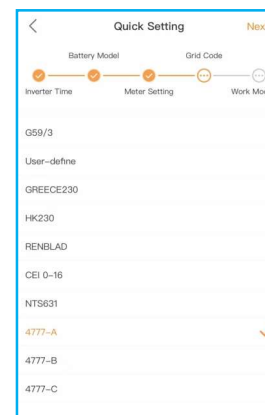 Quick Setting
Battery Model Grid Code
Inverter Time Meter Setting Work
G59/3
User-define
GREECE230
HK230
RENBLAD
CEI 0-16
NTS631
4777-A
4777-B
4777-C